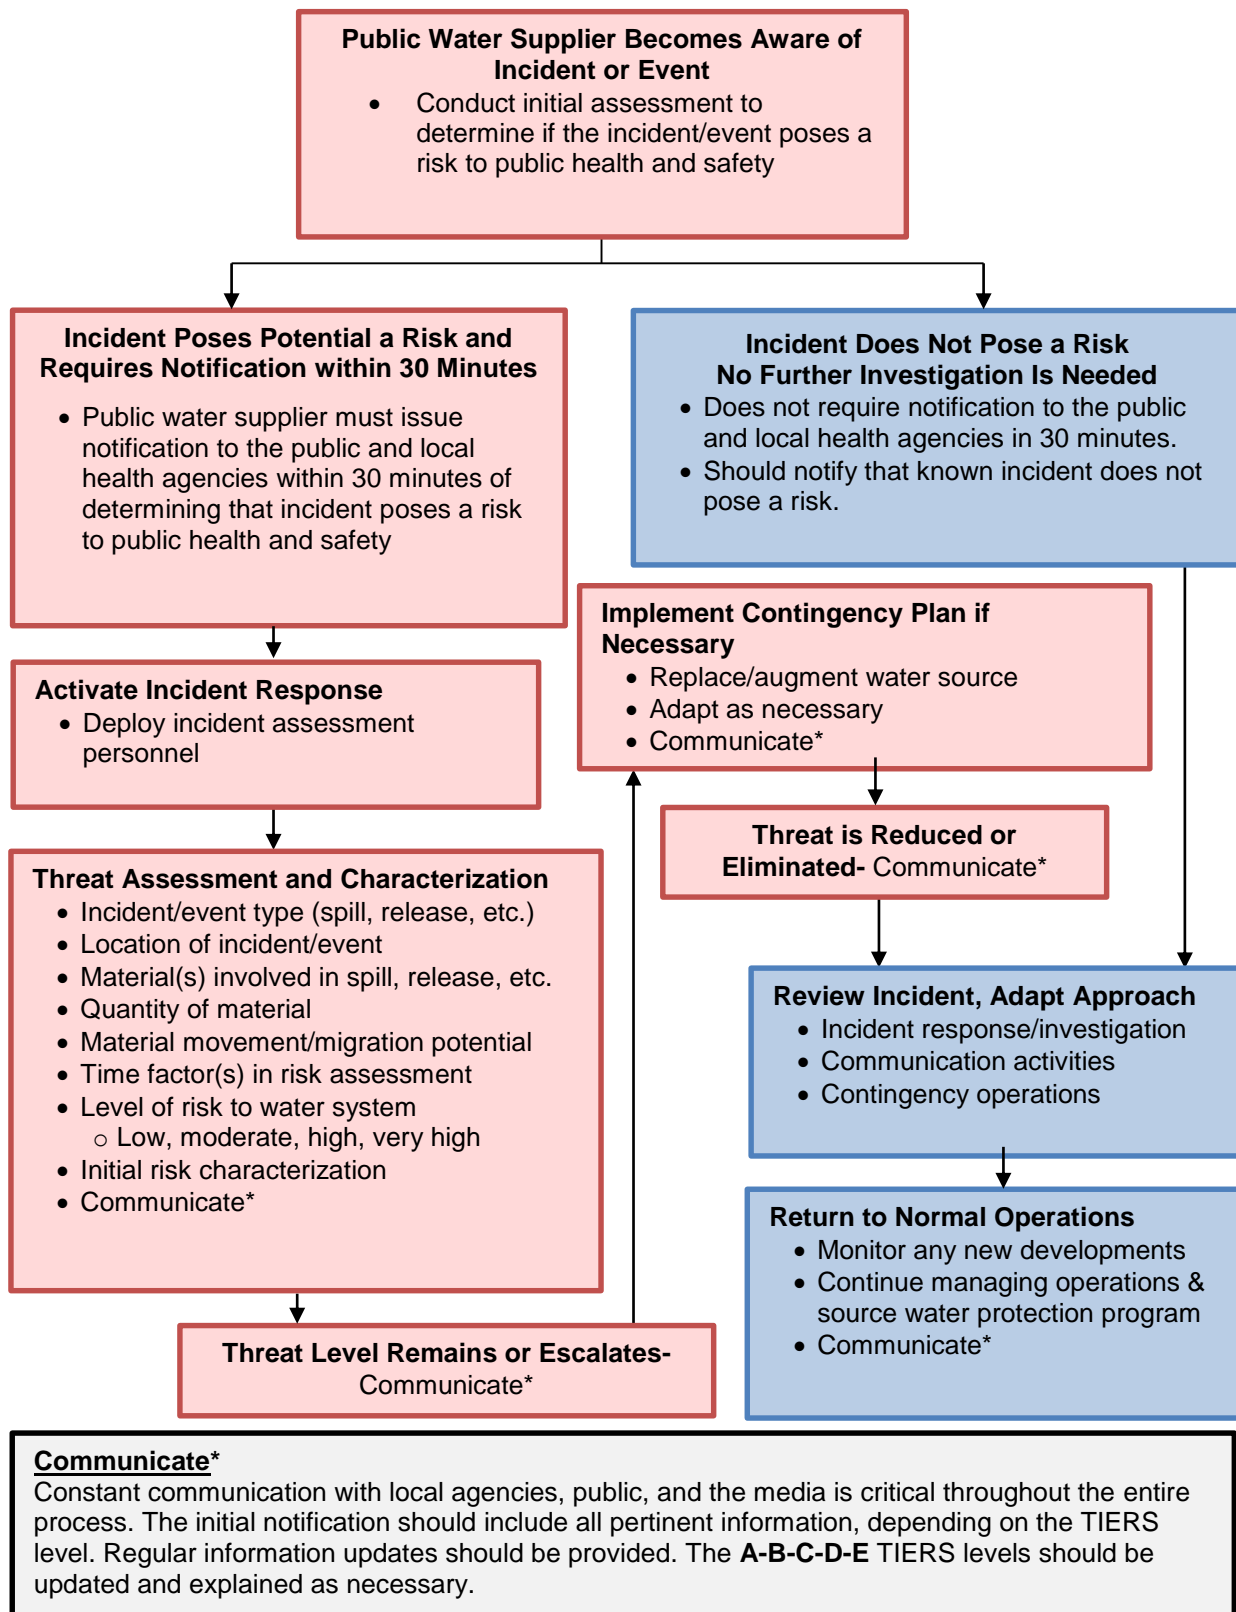 Public Water Supplier Becomes Aware of
Incident or Event
• Conduct initial assessment to
determine if the incident/event poses a
risk to public health and safety
Incident Poses Potential a Risk and
Requires Notification within 30 Minutes
• Public water supplier must issue
notification to the public and local
health agencies within 30 minutes of
determining that incident poses a risk
to public health and safety
Incident Does Not Pose a Risk
No Further Investigation Is Needed
• Does not require notification to the public
and local health agencies in 30 minutes.
• Should notify that known incident does not
pose a risk.
Activate Incident Response
• Deploy incident assessment
personnel
Threat Assessment and Characterization
• Incident/event type (spill, release, etc.)
• Location of incident/event
• Material(s) involved in spill, release, etc.
• Quantity of material
• Material movement/migration potential
• Time factor(s) in risk assessment
• Level of risk to water system
o Low, moderate, high, very high
• Initial risk characterization
• Communicate*
Threat Level Remains or Escalates-
Communicate*
Implement Contingency Plan if
Necessary
• Replace/augment water source
• Adapt as necessary
• Communicate*
Threat is Reduced or
Eliminated- Communicate*
Review Incident, Adapt Approach
• Incident response/investigation
• Communication activities
• Contingency operations
Return to Normal Operations
• Monitor any new developments
• Continue managing operations &
source water protection program
• Communicate*
Communicate*
Constant communication with local agencies, public, and the media is critical throughout the entire
process. The initial notification should include all pertinent information, depending on the TIERS
level. Regular information updates should be provided. The A-B-C-D-E TIERS levels should be
updated and explained as necessary.